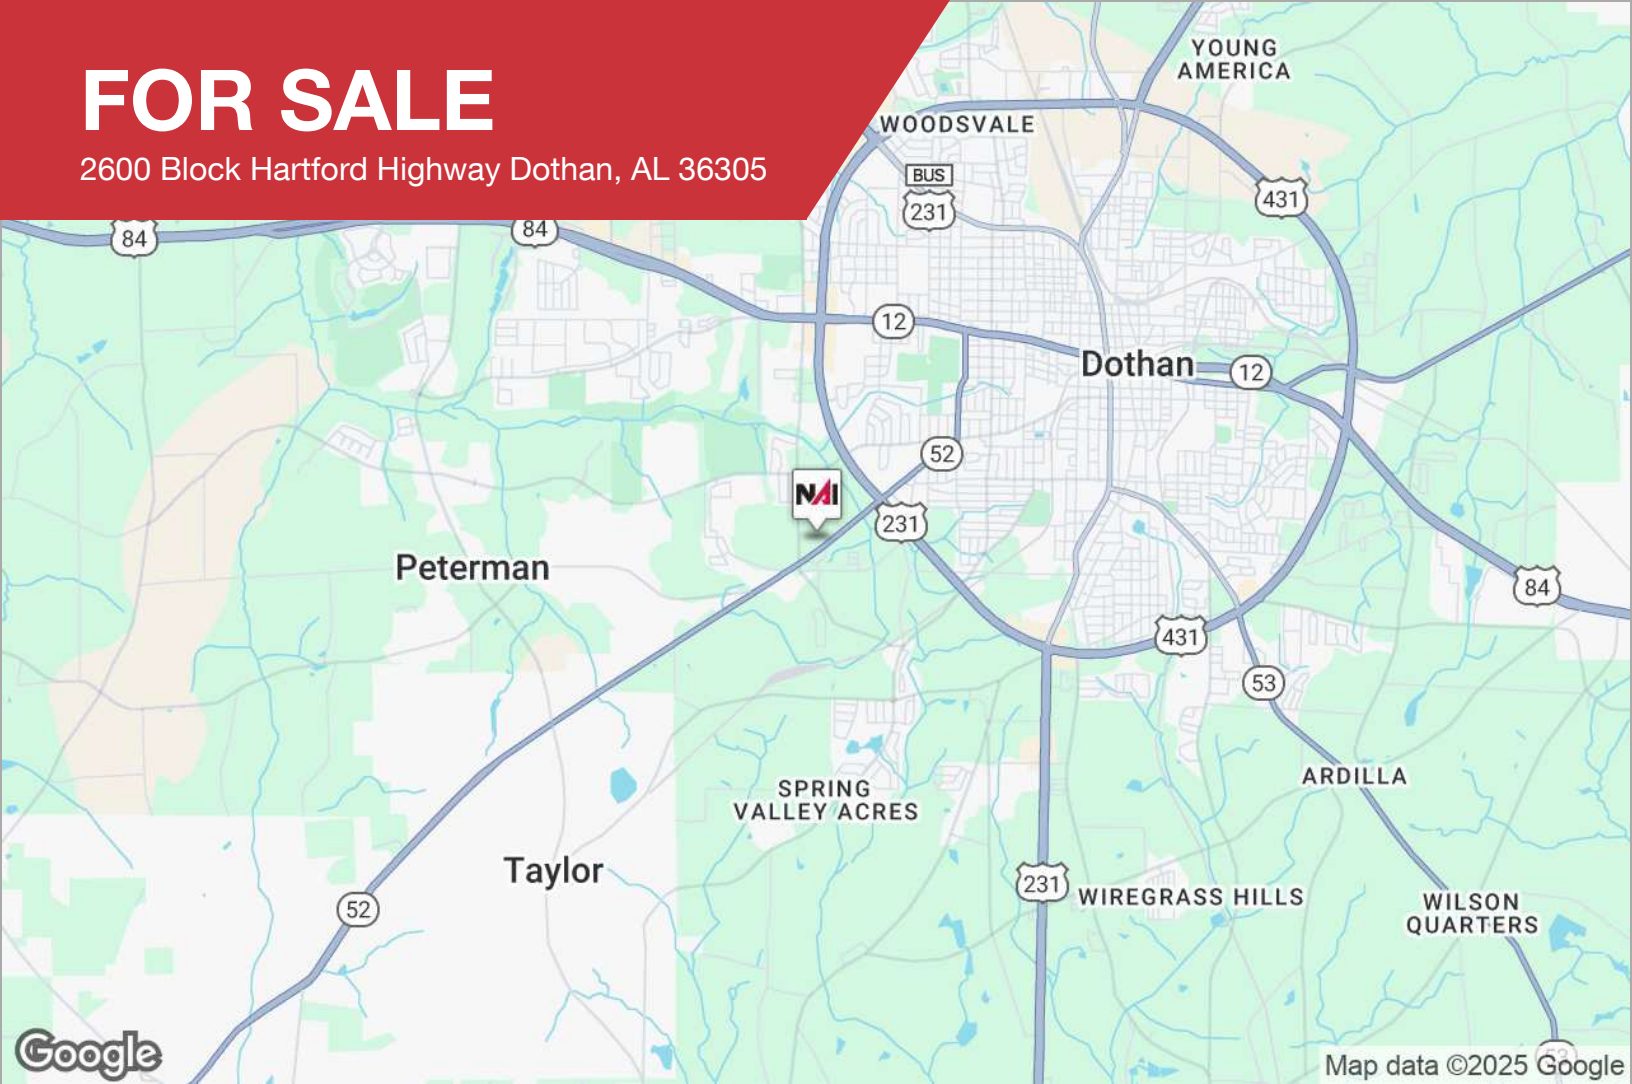 FOR SALE
2600 Block Hartford Highway Dothan, AL 36305
YOUNG
AMERICA
WOODSVALE
BUS
231
431
84
84
12
Dothan
12
52
NAI
231
Peterman
84
431
53
SPRING
VALLEY ACRES
ARDILLA
Taylor
231
WIREGRASS HILLS
52
WILSON
QUARTERS
53
Google
Map data ©2025 Google